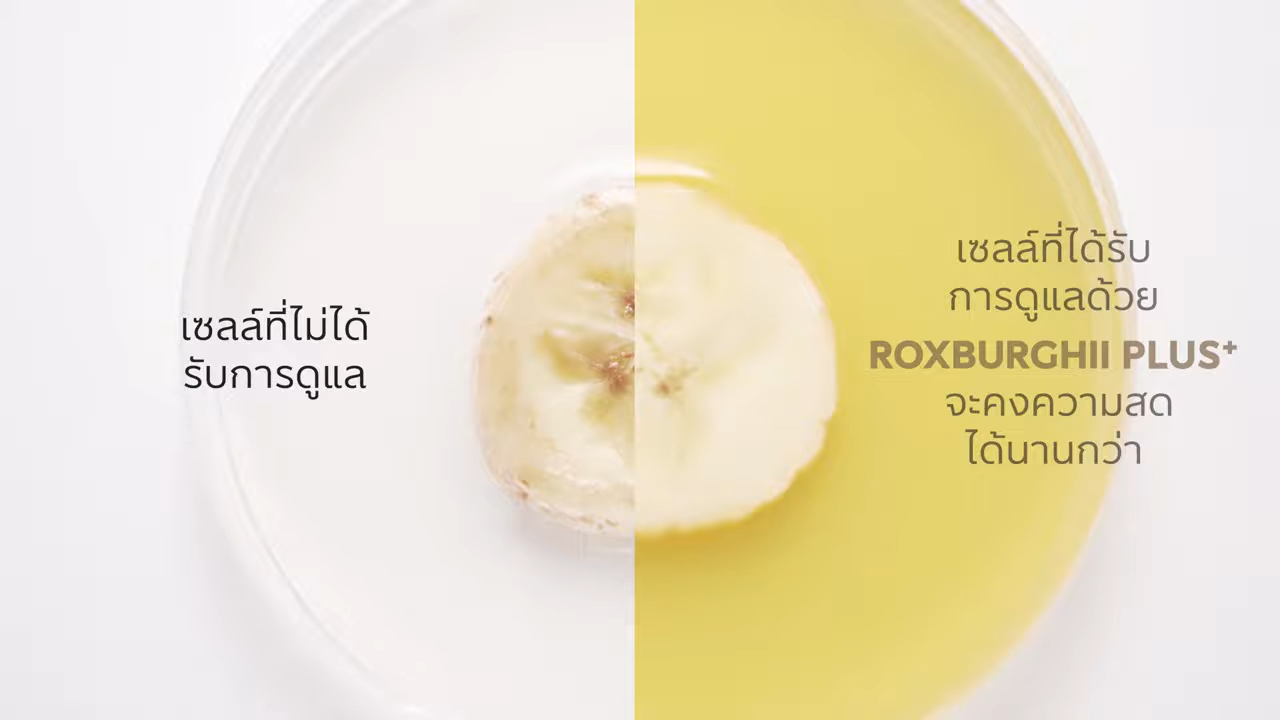 เซลล์ที่ไม่ได้
รับการดูแล
เซลล์ที่ได้รับ
การดูแลด้วย
ROXBURGHII PLUS⁺
จะคงความสด
ได้นานกว่า